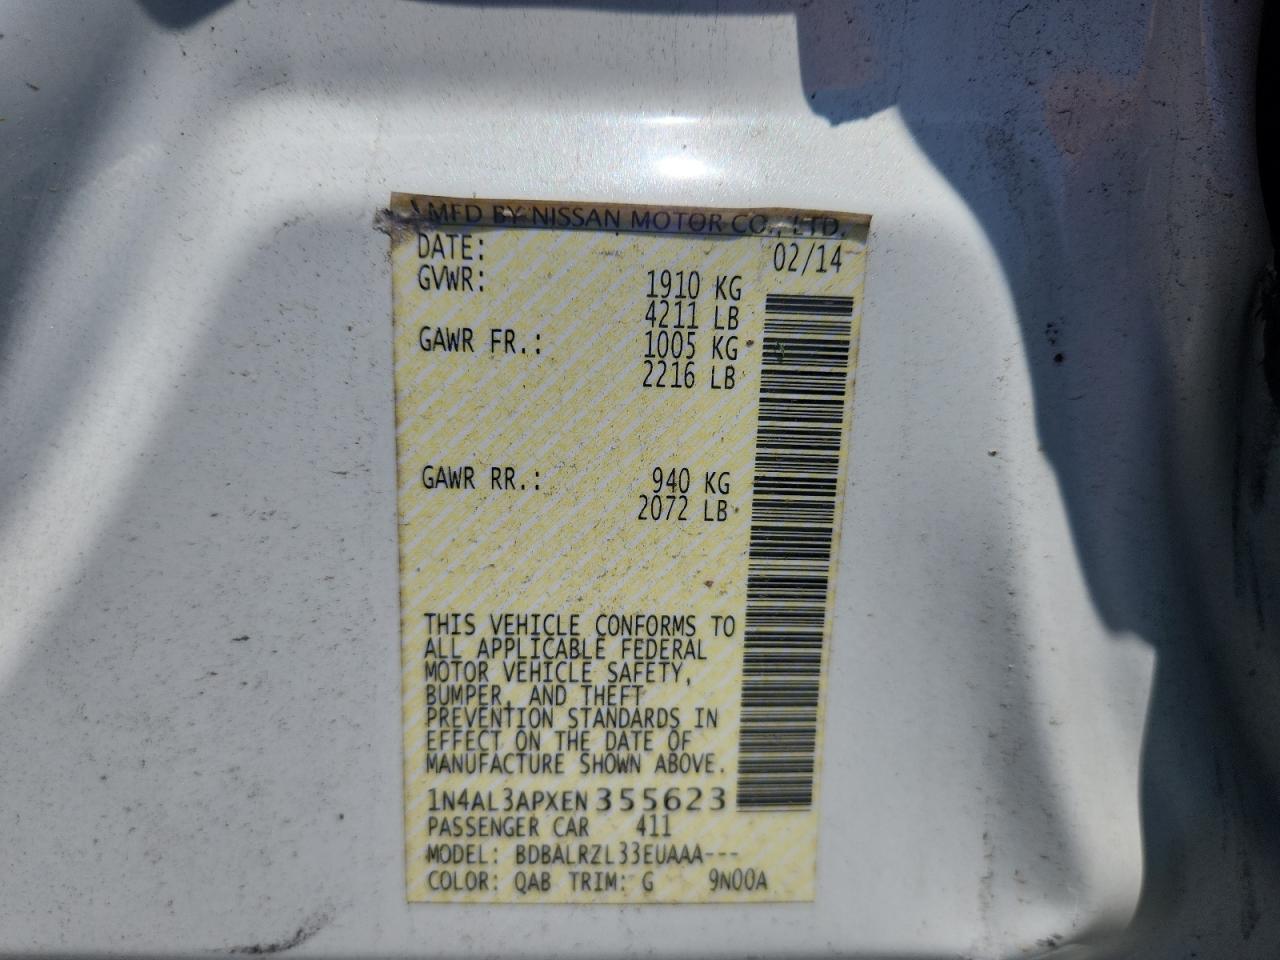 MFD BY NISSAN MOTOR CO., LTD.
DATE: 02/14
GVWR: 1910 KG
4211 LB
GAWR FR.: 1005 KG
2216 LB
GAWR RR.: 940 KG
2072 LB
THIS VEHICLE CONFORMS TO
ALL APPLICABLE FEDERAL
MOTOR VEHICLE SAFETY,
BUMPER, AND THEFT
PREVENTION STANDARDS IN
EFFECT ON THE DATE OF
MANUFACTURE SHOWN ABOVE.
1N4AL3APXEN355623
PASSENGER CAR 411
MODEL: BDBALRZL33EUAAA---
COLOR: QAB TRIM: G 9N00A